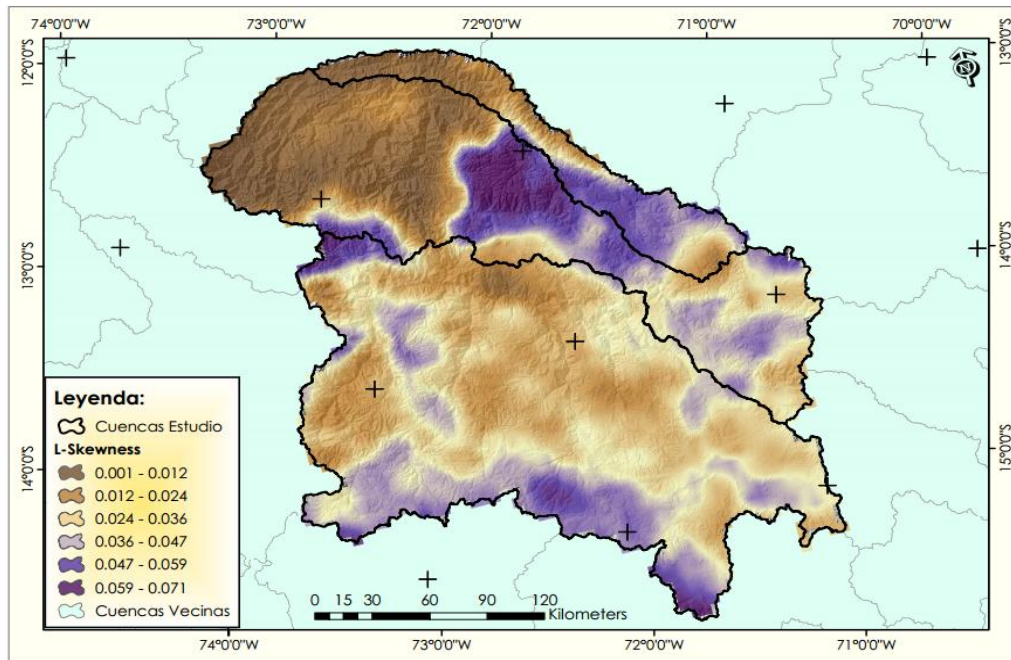 74°0'0"W 73°0'0"W 72°0'0"W 71°0'0"W 70°0'0"W
12°0'0"S
13°0'0"S
N
13°0'0"S
14°0'0"S
14°0'0"S
15°0'0"S
Leyenda:
Cuencas Estudio
L-Skewness
0.001 - 0.012
0.012 - 0.024
0.024 - 0.036
0.036 - 0.047
0.047 - 0.059
0.059 - 0.071
Cuencas Vecinas
0 15 30 60 90 120
Kilometers
74°0'0"W 73°0'0"W 72°0'0"W 71°0'0"W